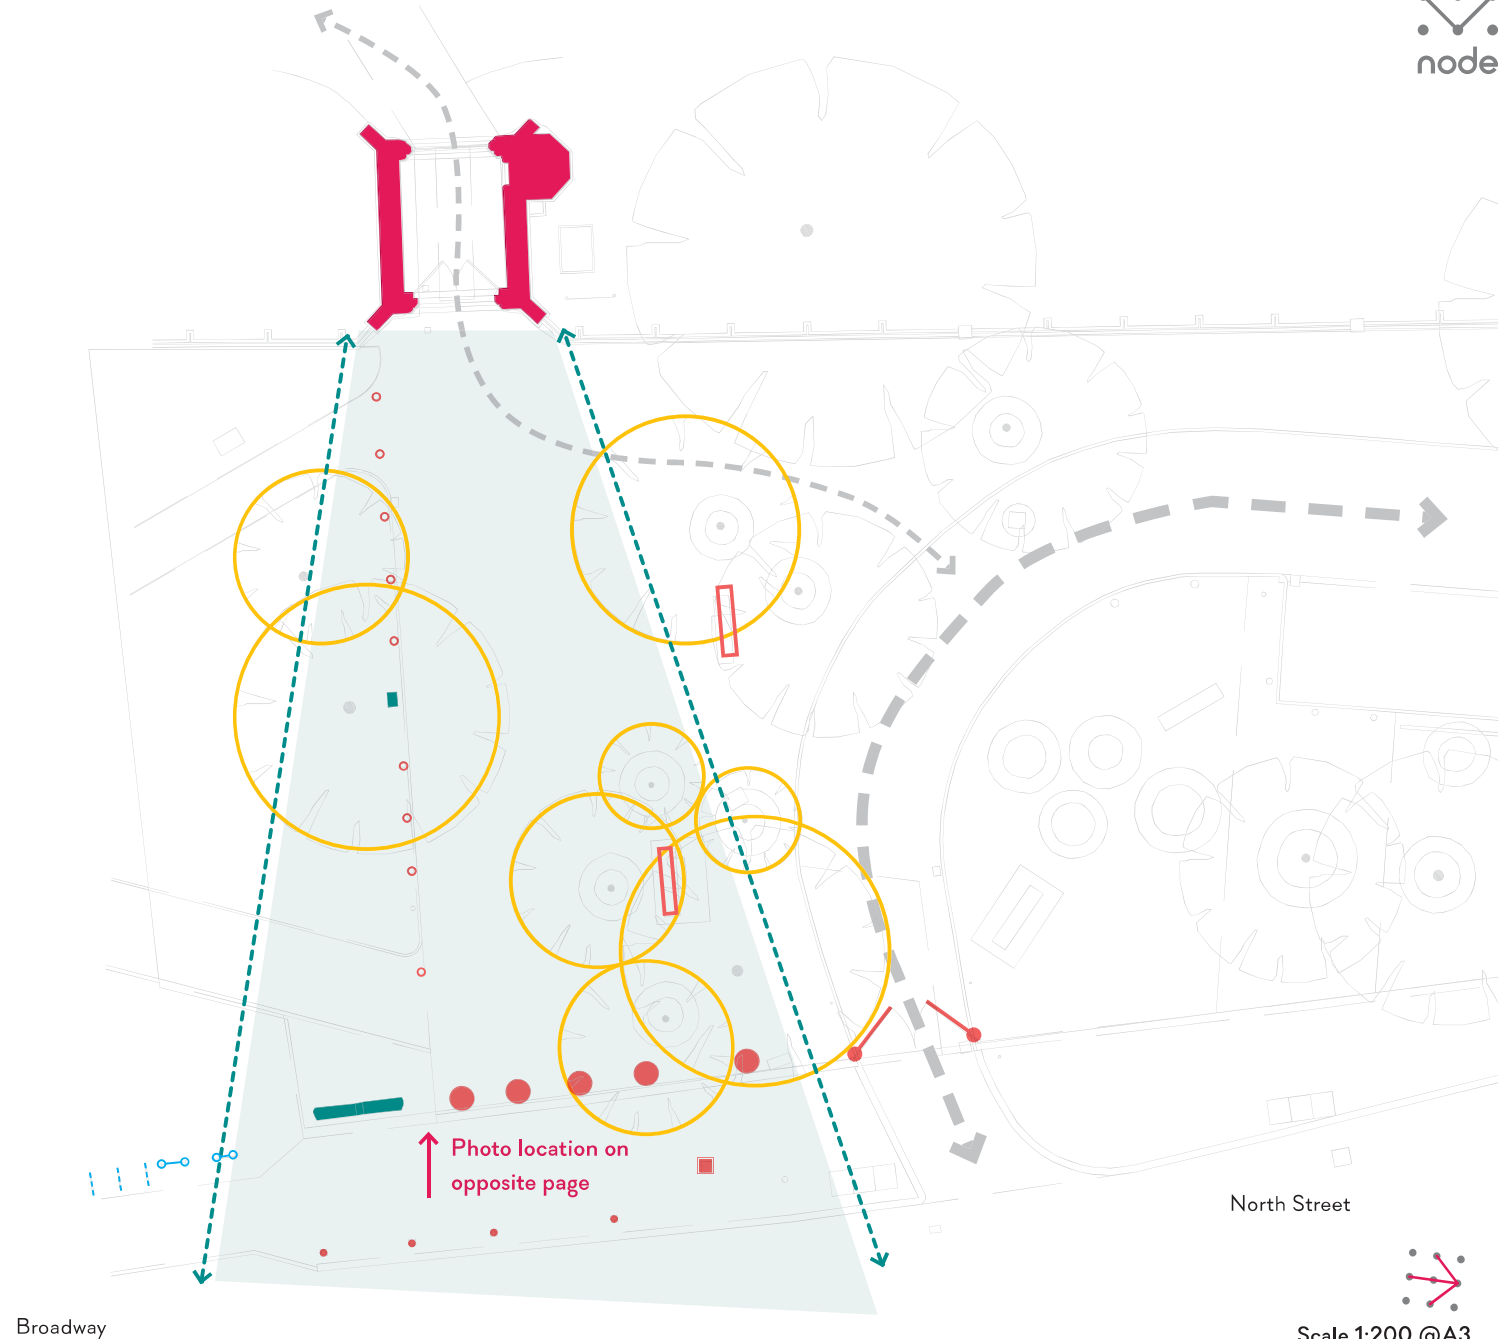 node
Photo location on
opposite page
North Street
Broadway
Scale 1:200 @A3